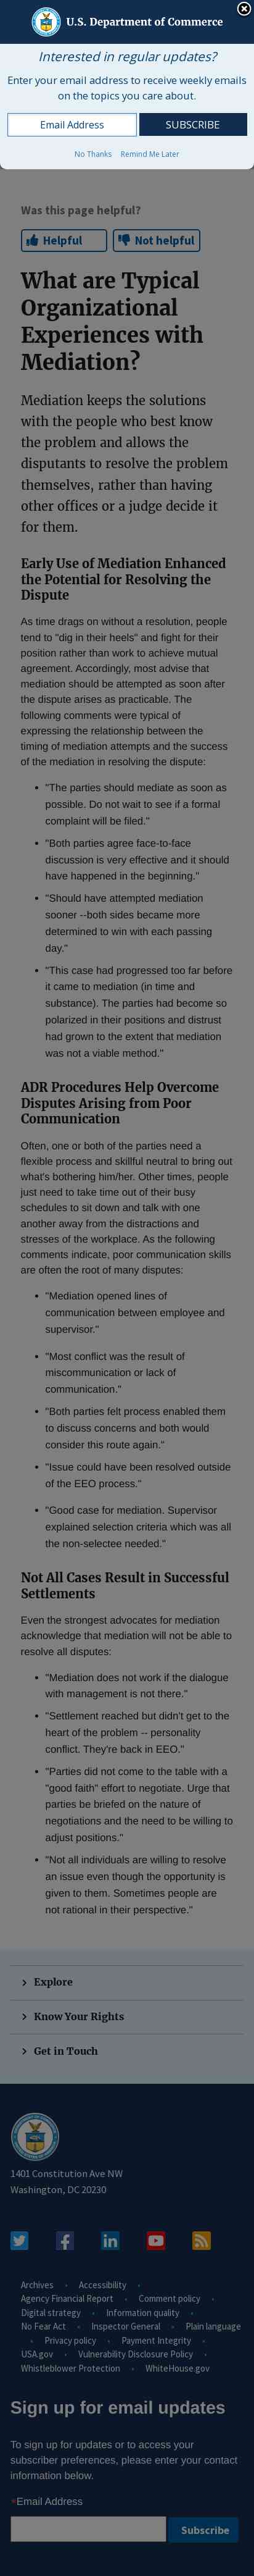 U.S. Department of Commerce
Interested in regular updates?
Enter your email address to receive weekly emails
on the topics you care about.
Email Address
SUBSCRIBE
No Thanks Remind Me Later
Was this page helpful?
Helpful Not helpful
What are Typical
Organizational
Experiences with
Mediation?
Mediation keeps the solutions
with the people who best know
the problem and allows the
disputants to resolve the problem
themselves, rather than having
other offices or a judge decide it
for them.
Early Use of Mediation Enhanced
the Potential for Resolving the
Dispute
As time drags on without a resolution, people
tend to "dig in their heels" and fight for their
position rather than work to achieve mutual
agreement. Accordingly, most advise that
mediation should be attempted as soon after
the dispute arises as practicable. The
following comments were typical of
expressing the relationship between the
timing of mediation attempts and the success
of the mediation in resolving the dispute:
• "The parties should mediate as soon as
possible. Do not wait to see if a formal
complaint will be filed."
• "Both parties agree face-to-face
discussion is very effective and it should
have happened in the beginning."
• "Should have attempted mediation
sooner --both sides became more
determined to win with each passing
day."
• "This case had progressed too far before
it came to mediation (in time and
substance). The parties had become so
polarized in their positions and distrust
had grown to the extent that mediation
was not a viable method."
ADR Procedures Help Overcome
Disputes Arising from Poor
Communication
Often, one or both of the parties need a
flexible process and skillful neutral to bring out
what's bothering him/her. Other times, people
just need to take time out of their busy
schedules to sit down and talk with one
another away from the distractions and
stresses of the workplace. As the following
comments indicate, poor communication skills
are often the root of many disputes:
• "Mediation opened lines of
communication between employee and
supervisor."
• "Most conflict was the result of
miscommunication or lack of
communication."
• "Both parties felt process enabled them
to discuss concerns and both would
consider this route again."
• "Issue could have been resolved outside
of the EEO process."
• "Good case for mediation. Supervisor
explained selection criteria which was all
the non-selectee needed."
Not All Cases Result in Successful
Settlements
Even the strongest advocates for mediation
acknowledge that mediation will not be able to
resolve all disputes:
• "Mediation does not work if the dialogue
with management is not there."
• "Settlement reached but didn't get to the
heart of the problem -- personality
conflict. They're back in EEO."
• "Parties did not come to the table with a
"good faith" effort to negotiate. Urge that
parties be briefed on the nature of
negotiations and the need to be willing to
adjust positions."
• "Not all individuals are willing to resolve
an issue even though the opportunity is
given to them. Sometimes people are
not rational in their perspective."
Explore
Know Your Rights
Get in Touch
1401 Constitution Ave NW
Washington, DC 20230
Archives • Accessibility •
Agency Financial Report • Comment policy •
Digital strategy • Information quality •
No Fear Act • Inspector General • Plain language
• Privacy policy • Payment Integrity •
USA.gov • Vulnerability Disclosure Policy •
Whistleblower Protection • WhiteHouse.gov
Sign up for email updates
To sign up for updates or to access your
subscriber preferences, please enter your contact
information below.
*Email Address
Subscribe